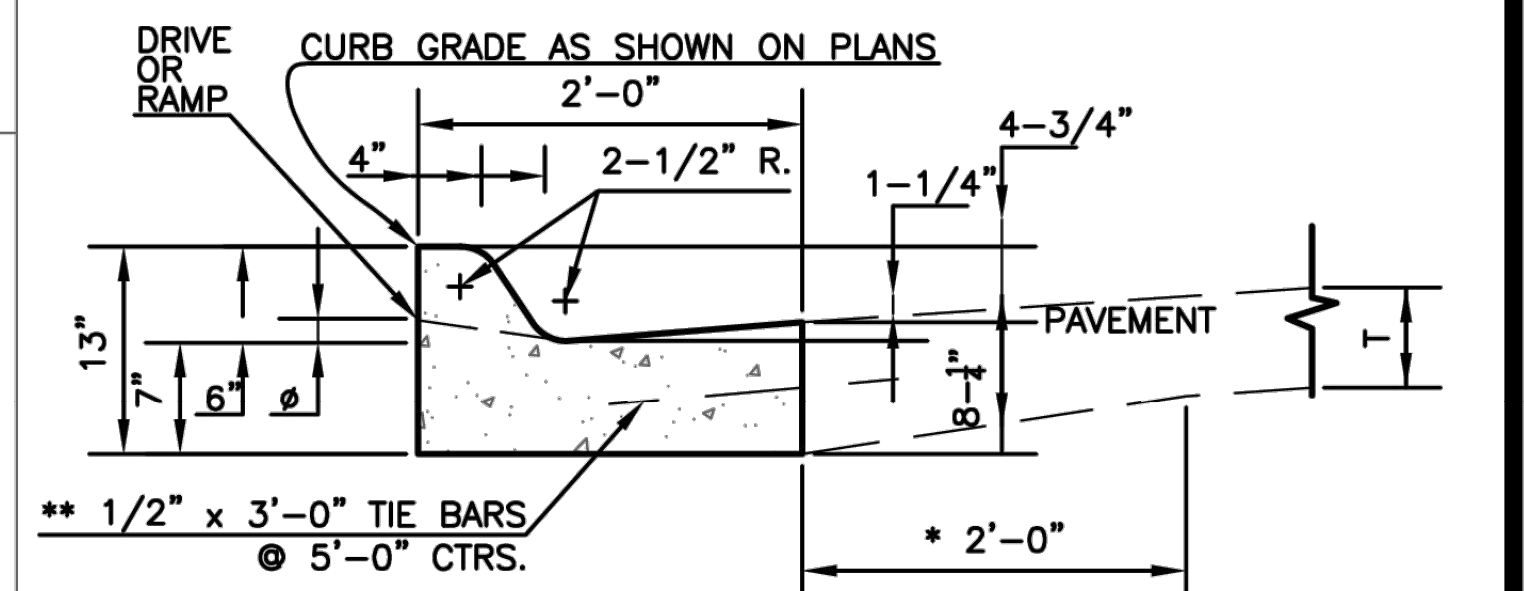 DRIVE
OR
RAMP
CURB GRADE AS SHOWN ON PLANS
2'-0"
4"
2-1/2" R.
4-3/4"
1-1/4"
13"
7"
6"
ø
8-1/4"
PAVEMENT
T
** 1/2" x 3'-0" TIE BARS
@ 5'-0" CTRS.
* 2'-0"